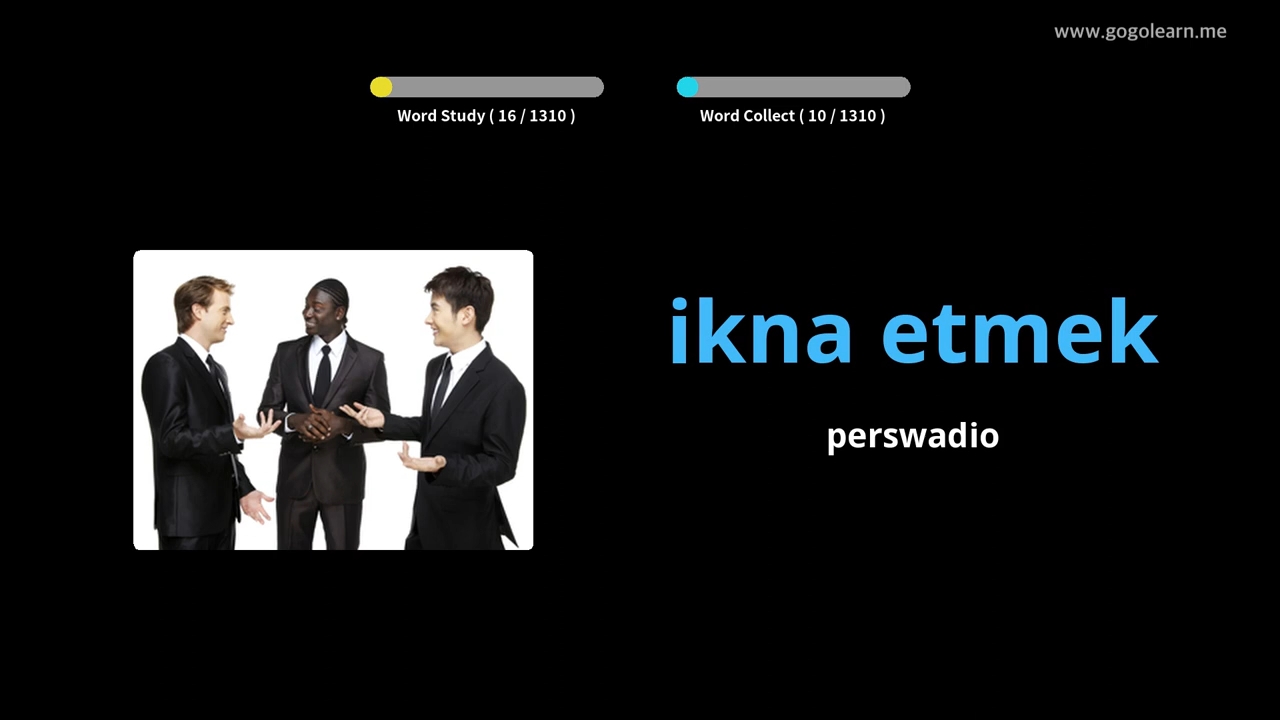 www.gogolearn.me
Word Study ( 16 / 1310 )
Word Collect ( 10 / 1310 )
ikna etmek
perswadio